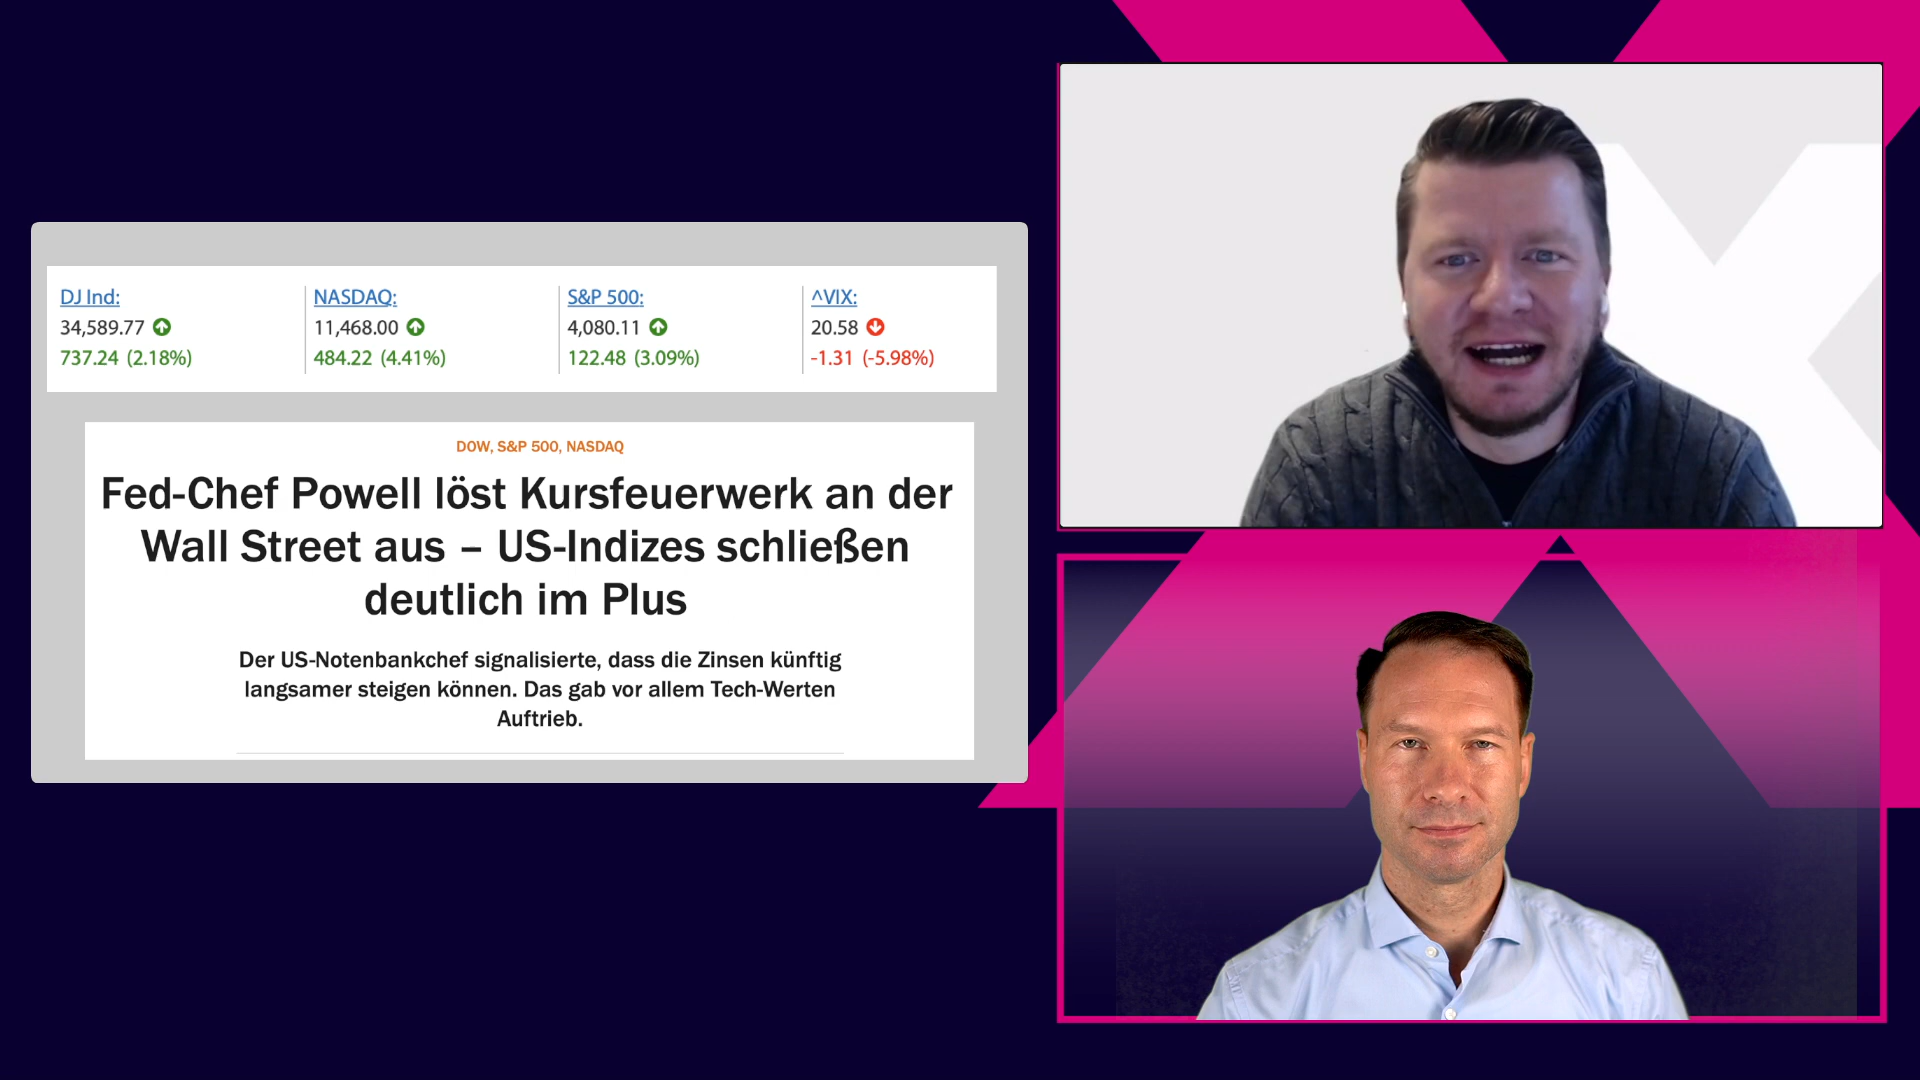 DJ Ind:
34,589.77
737.24 (2.18%)
NASDAQ:
11,468.00
484.22 (4.41%)
S&P 500:
4,080.11
122.48 (3.09%)
^VIX:
20.58
-1.31 (-5.98%)
DOW, S&P 500, NASDAQ
Fed-Chef Powell löst Kursfeuerwerk an der
Wall Street aus – US-Indizes schließen
deutlich im Plus
Der US-Notenbankchef signalisierte, dass die Zinsen künftig
langsamer steigen können. Das gab vor allem Tech-Werten
Auftrieb.